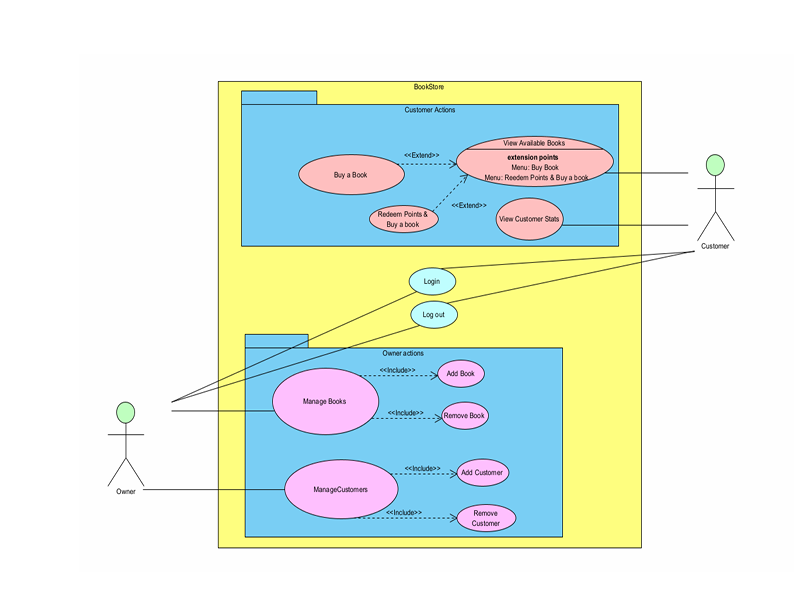 BookStore
Customer Actions
View Available Books
extension points
Menu: Buy Book
Menu: Reedem Points & Buy a book
<<Extend>>
Buy a Book
<<Extend>>
Redeem Points &
Buy a book
View Customer Stats
Customer
Login
Log out
Owner actions
<<Include>>
Add Book
Manage Books
<<Include>>
Remove Book
<<Include>>
Add Customer
ManageCustomers
<<Include>>
Remove
Customer
Owner